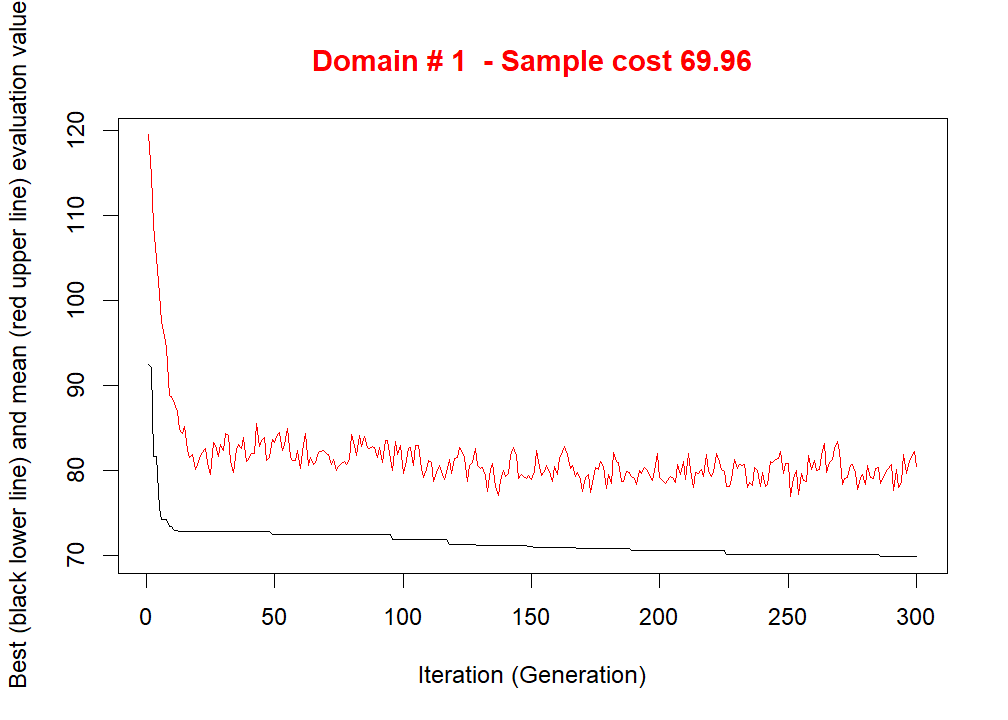 Domain # 1  - Sample cost 69.96
Best (black lower line) and mean (red upper line) evaluation value
120
110
100
90
80
70
0 50 100 150 200 250 300
Iteration (Generation)